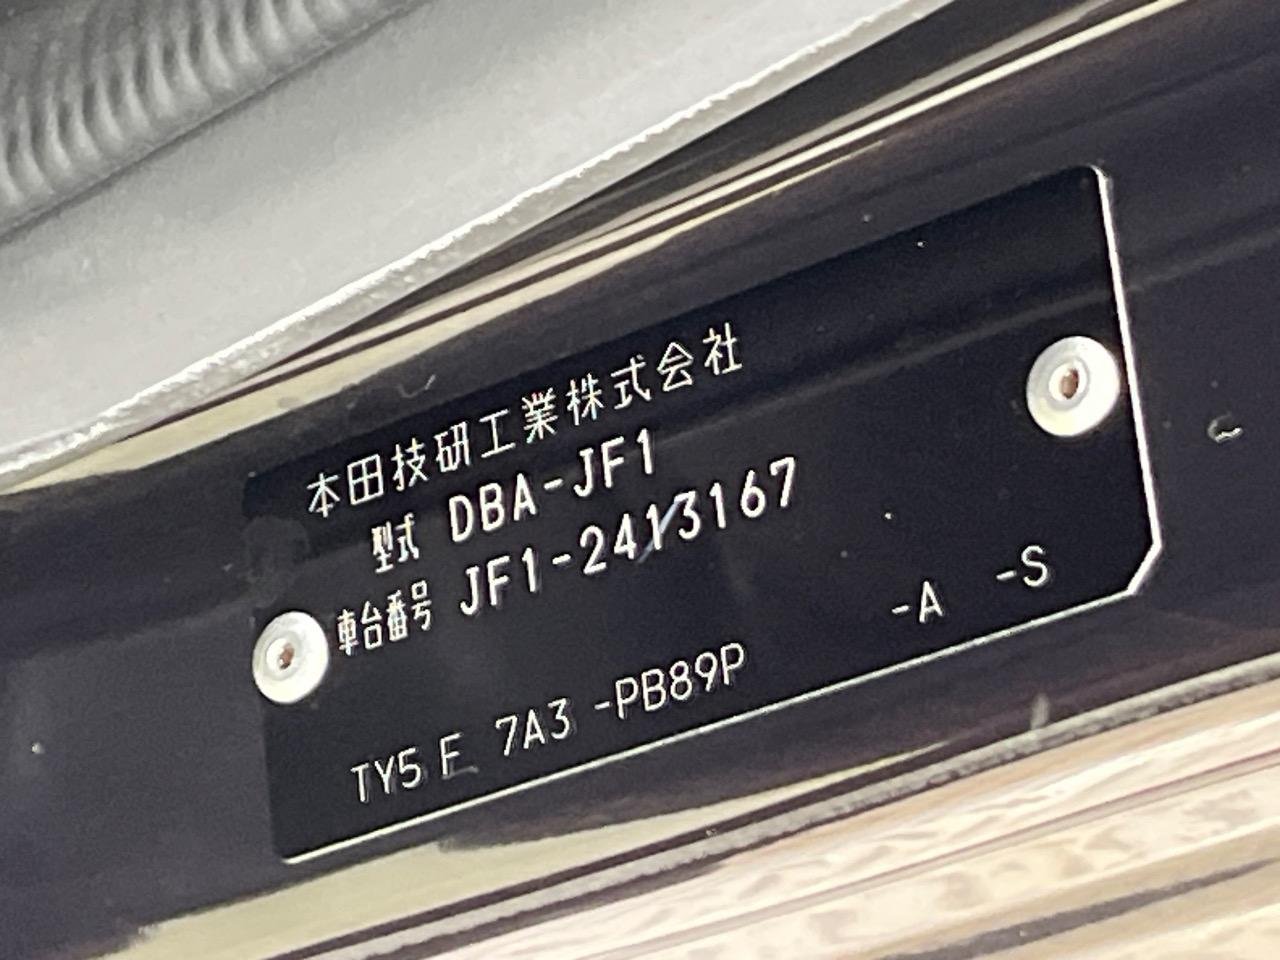 本田技研工業株式会社
型式 DBA-JF1
車台番号 JF1-2413167
-A -S
TY5 F 7A3 -PB89P